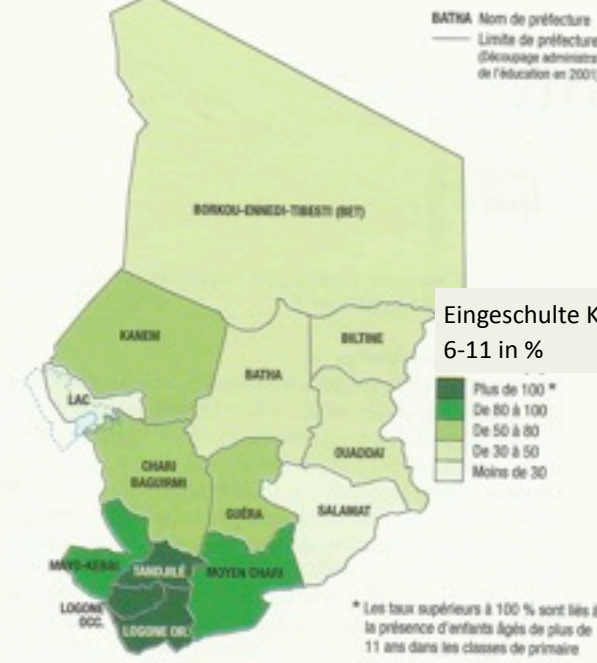 BATHA Nom de préfecture
Limite de préfecture
(Découpage administra
de l'éducation en 2001)
BORKOU-ENNEDI-TIBESTI (BET)
Eingeschulte K
6-11 in %
KANEM
BILTINE
BATHA
LAC
Plus de 100 *
De 80 à 100
De 50 à 80
De 30 à 50
Moins de 30
OUADDAI
CHARI
BAGUIRMI
GUÉRA
SALAMAT
MAYO-KEBBI
TANDJILÉ
MOYEN CHARI
LOGONE
OCC.
LOGONE OR.
* Les taux supérieurs à 100 % sont liés à
la présence d'enfants âgés de plus de
11 ans dans les classes de primaire